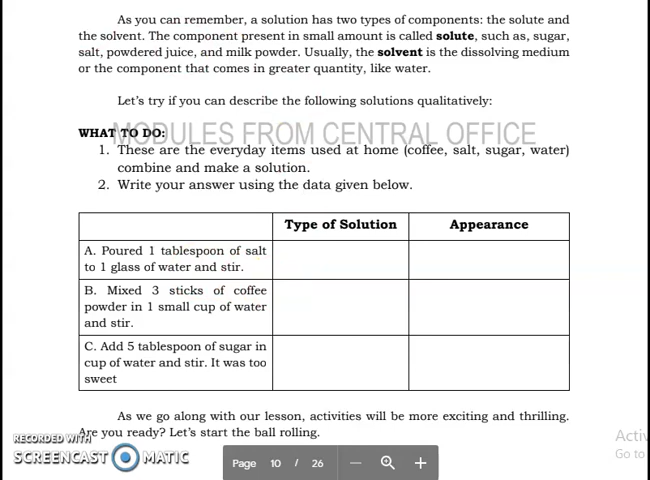 As you can remember, a solution has two types of components: the solute and
the solvent. The component present in small amount is called solute, such as, sugar,
salt, powdered juice, and milk powder. Usually, the solvent is the dissolving medium
or the component that comes in greater quantity, like water.
Let's try if you can describe the following solutions qualitatively:
MODULES FROM CENTRAL OFFICE
WHAT TO DO:
1. These are the everyday items used at home (coffee, salt, sugar, water)
combine and make a solution.
2. Write your answer using the data given below.
Type of Solution Appearance
A. Poured 1 tablespoon of salt
to 1 glass of water and stir.
B. Mixed 3 sticks of coffee
powder in 1 small cup of water
and stir.
C. Add 5 tablespoon of sugar in
cup of water and stir. It was too
sweet
As we go along with our lesson, activities will be more exciting and thrilling.
Are you ready? Let's start the ball rolling.
RECORDED WITH
SCREENCAST MATIC
Page 10 / 26
Activ
Go to